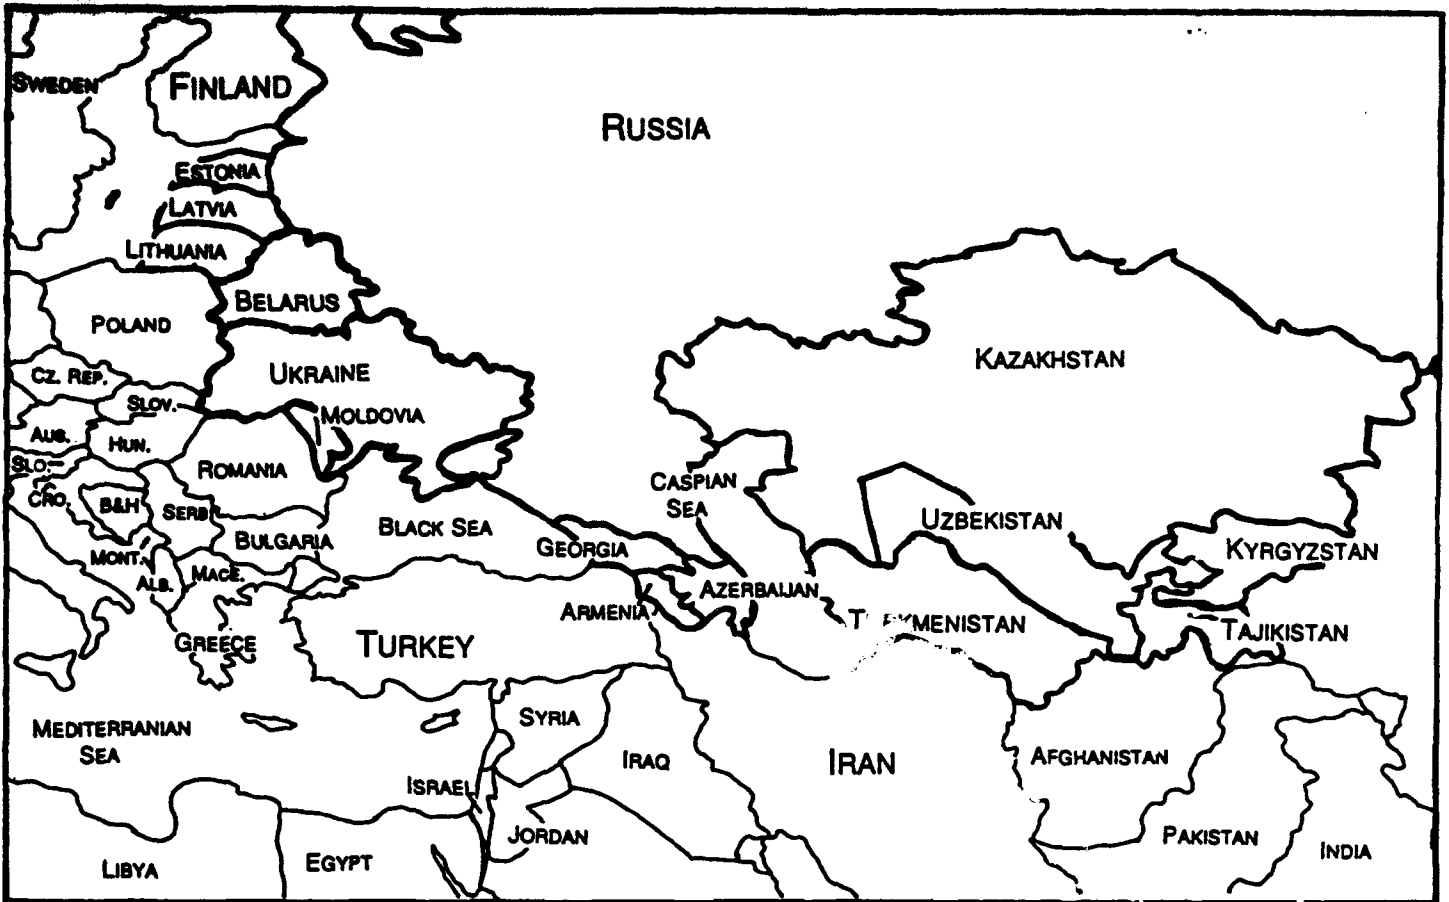 SWEDEN
FINLAND
RUSSIA
ESTONIA
LATVIA
LITHUANIA
BELARUS
POLAND
UKRAINE
KAZAKHSTAN
CZ. REP.
SLOV.
MOLDOVIA
AUS.
HUN.
SLO.
ROMANIA
CASPIAN
SEA
CRO.
B&H
SERB
BLACK SEA
UZBEKISTAN
BULGARIA
GEORGIA
KYRGYZSTAN
MONT.
ALB.
MACE.
AZERBAIJAN
ARMENIA
T   KMENISTAN
TAJIKISTAN
GREECE
TURKEY
SYRIA
MEDITERRANIAN
SEA
IRAQ
IRAN
AFGHANISTAN
ISRAEL
JORDAN
PAKISTAN
INDIA
LIBYA
EGYPT